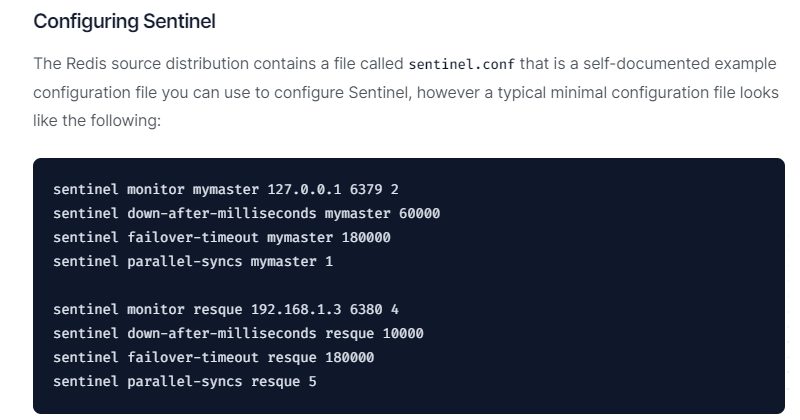 Configuring Sentinel
The Redis source distribution contains a file called sentinel.conf that is a self-documented example
configuration file you can use to configure Sentinel, however a typical minimal configuration file looks
like the following:
sentinel monitor mymaster 127.0.0.1 6379 2
sentinel down-after-milliseconds mymaster 60000
sentinel failover-timeout mymaster 180000
sentinel parallel-syncs mymaster 1
sentinel monitor resque 192.168.1.3 6380 4
sentinel down-after-milliseconds resque 10000
sentinel failover-timeout resque 180000
sentinel parallel-syncs resque 5